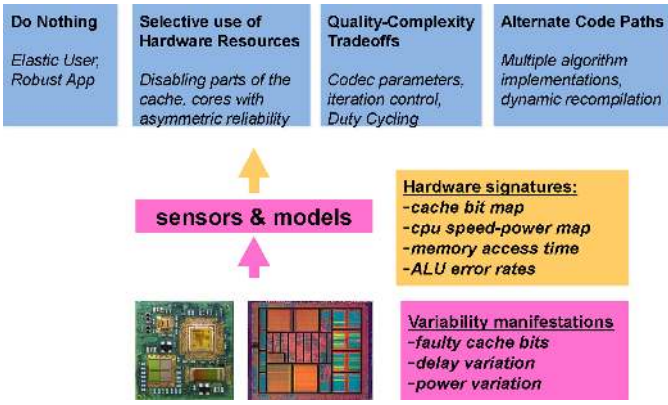 Do Nothing
Elastic User,
Robust App
Selective use of
Hardware Resources
Disabling parts of the
cache, cores with
asymmetric reliability
Quality-Complexity
Tradeoffs
Codec parameters,
iteration control,
Duty Cycling
Alternate Code Paths
Multiple algorithm
implementations,
dynamic recompilation
sensors & models
Hardware signatures:
-cache bit map
-cpu speed-power map
-memory access time
-ALU error rates
Variability manifestations
-faulty cache bits
-delay variation
-power variation